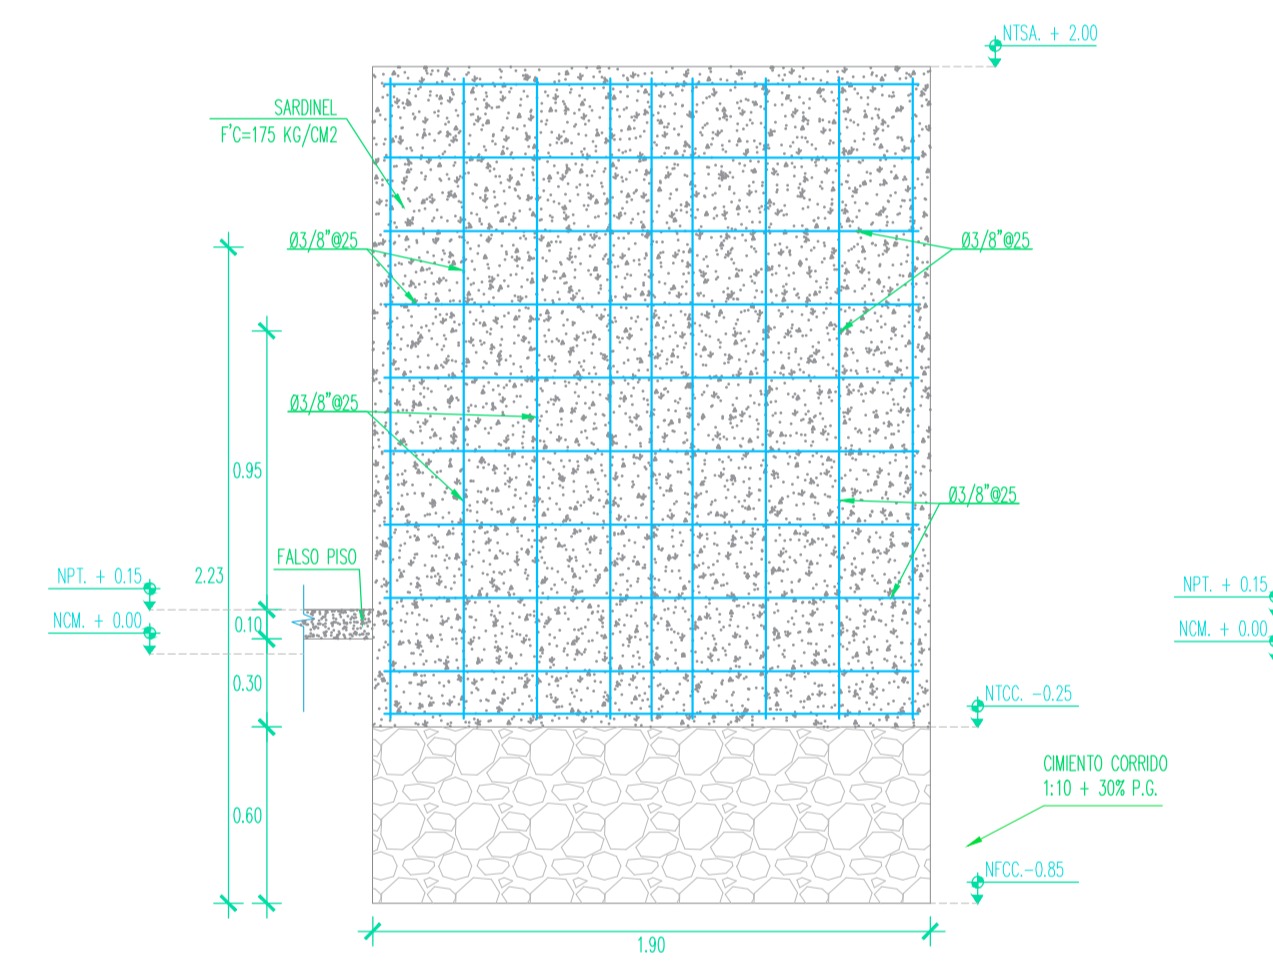 NTSA. + 2.00
SARDINEL
F'C=175 KG/CM2
Ø3/8"@25
Ø3/8"@25
Ø3/8"@25
0.95
Ø3/8"@25
FALSO PISO
NPT. + 0.15
2.23
NPT. + 0.15
NCM. + 0.00
0.10
NCM. + 0.00
0.30
NTCC. -0.25
CIMIENTO CORRIDO
1:10 + 30% P.G.
0.60
NFCC.-0.85
1.90